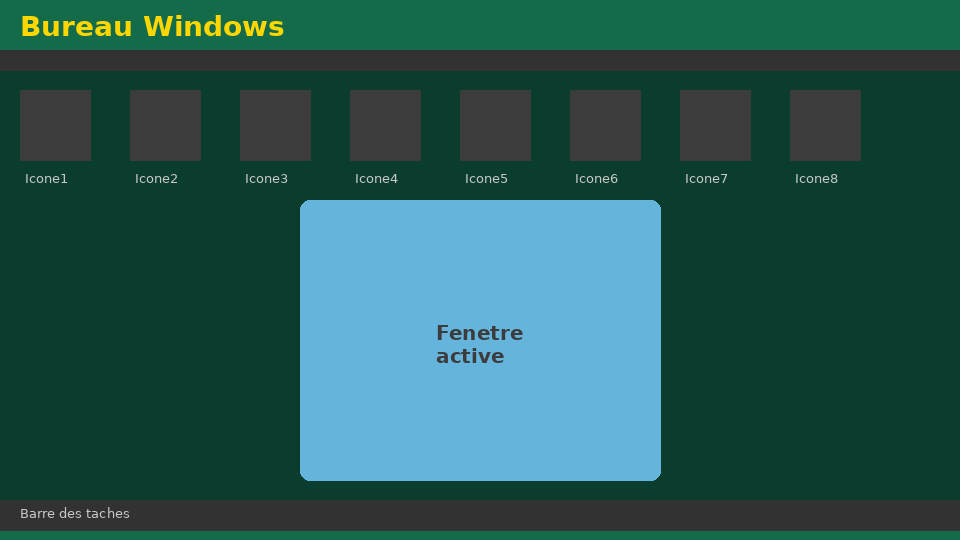 Bureau Windows
Icone1 Icone2 Icone3 Icone4 Icone5 Icone6 Icone7 Icone8
Fenetre
active
Barre des taches